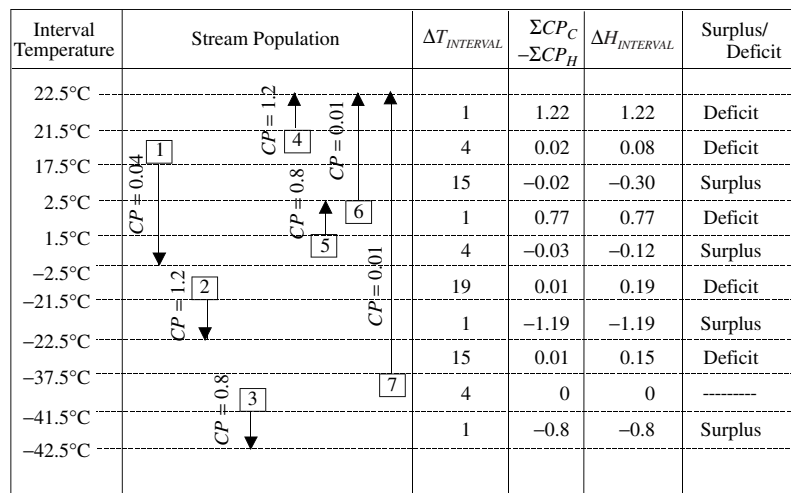 Interval Temperature
Stream Population
ΔT_INTERVAL
ΣCP_C −ΣCP_H
ΔH_INTERVAL
Surplus/ Deficit
22.5°C
1 1.22 1.22 Deficit
21.5°C
4 0.02 0.08 Deficit
17.5°C
15 −0.02 −0.30 Surplus
2.5°C
1 0.77 0.77 Deficit
1.5°C
4 −0.03 −0.12 Surplus
−2.5°C
19 0.01 0.19 Deficit
−21.5°C
1 −1.19 −1.19 Surplus
−22.5°C
15 0.01 0.15 Deficit
−37.5°C
4 0 0 ---------
−41.5°C
1 −0.8 −0.8 Surplus
−42.5°C
1
CP = 0.04
2
CP = 1.2
3
CP = 0.8
4
CP = 1.2
5
CP = 0.8
6
CP = 0.01
7
CP = 0.01